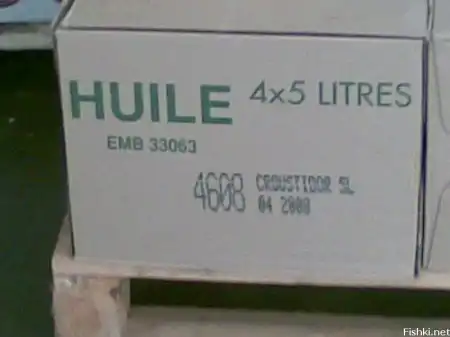 HUILE 4x5 LITRES
EMB 33063
4608 CROUSTIDOR SL
04 2008
Fishki.net